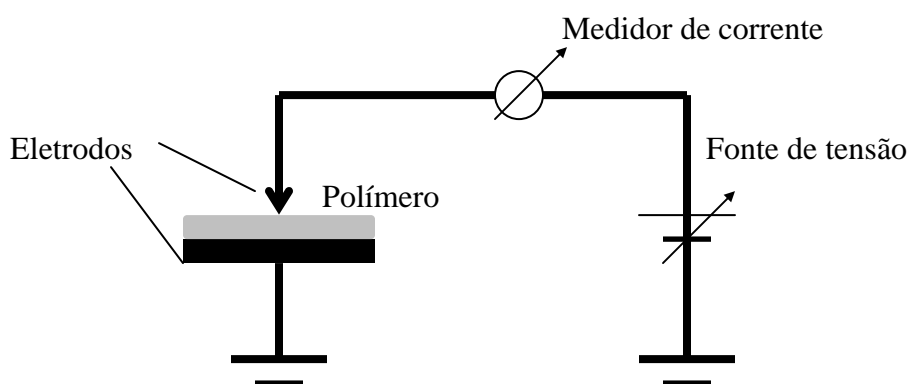 Medidor de corrente
Eletrodos
Fonte de tensão
Polímero